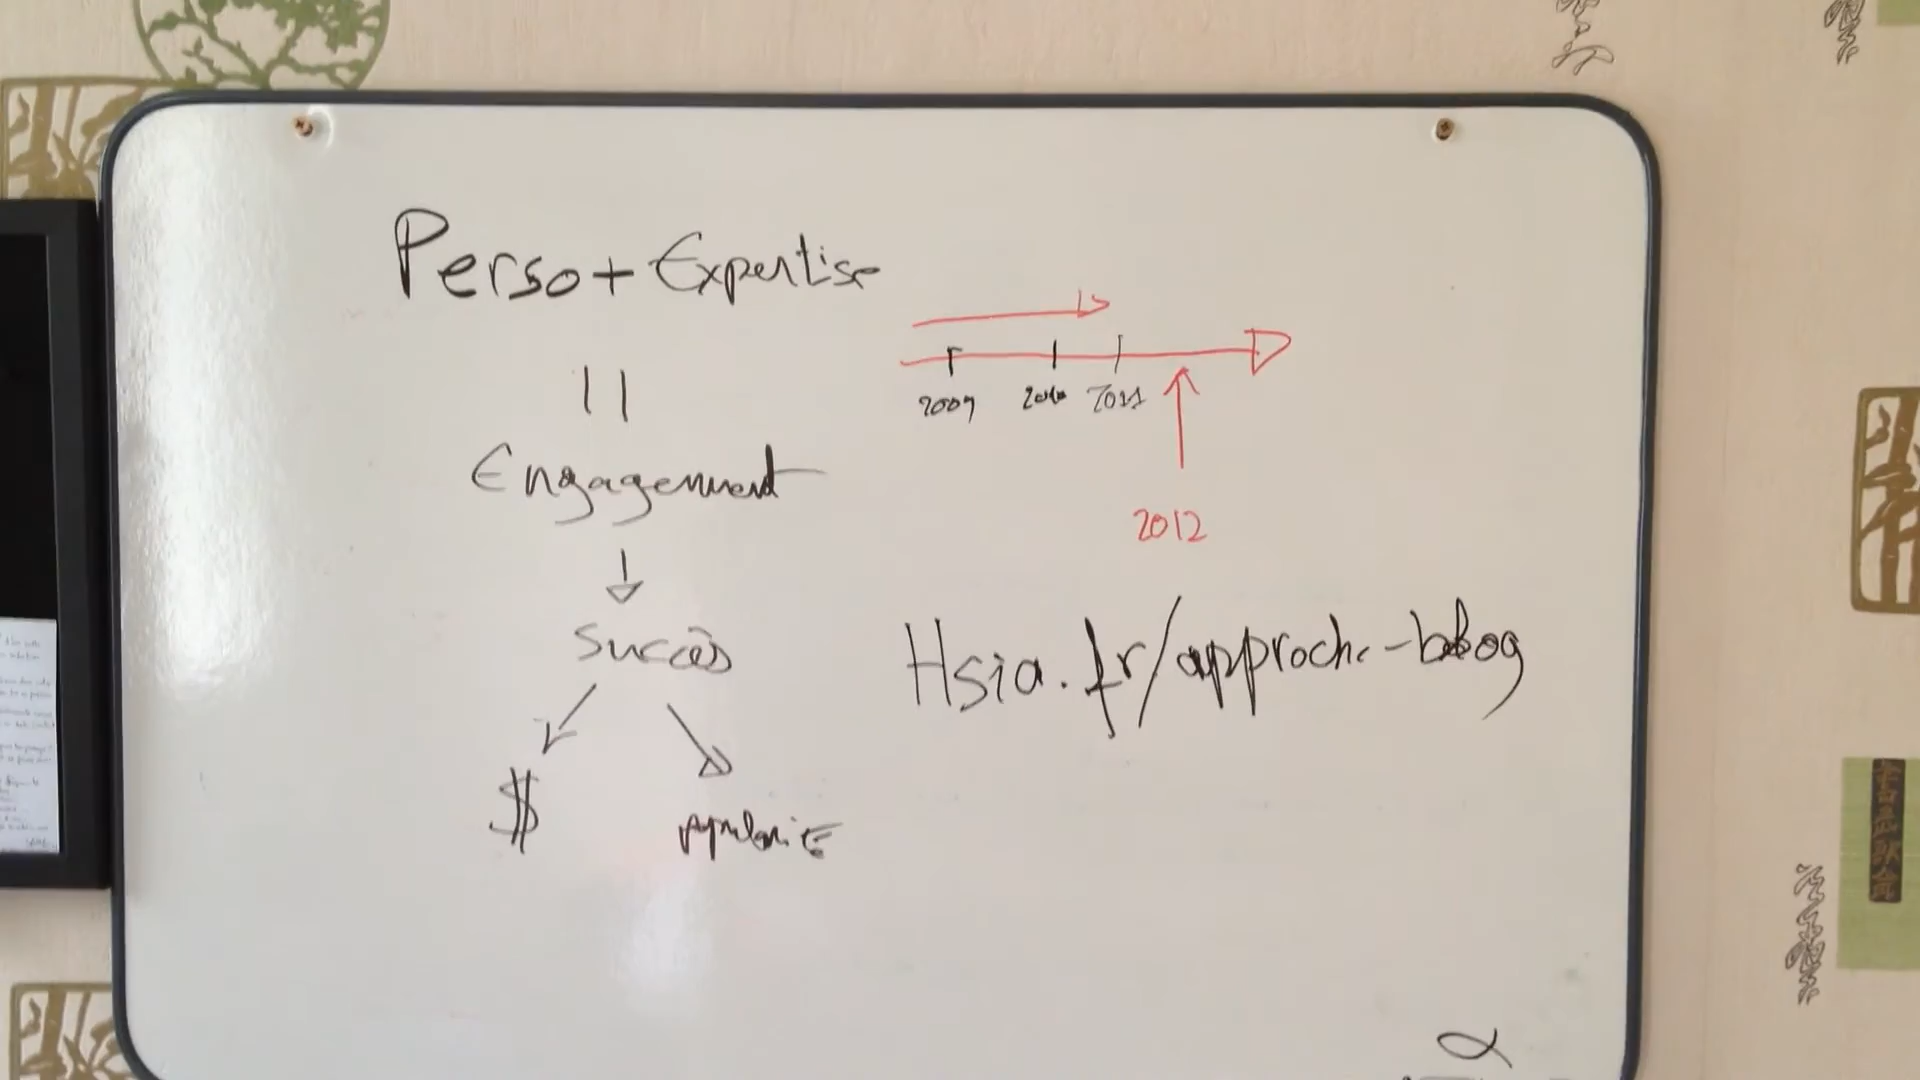 Perso + Expertise
||
Engagement
Succès
$
2009 2010 2011
2012
Hsia.fr/approche-blog
α